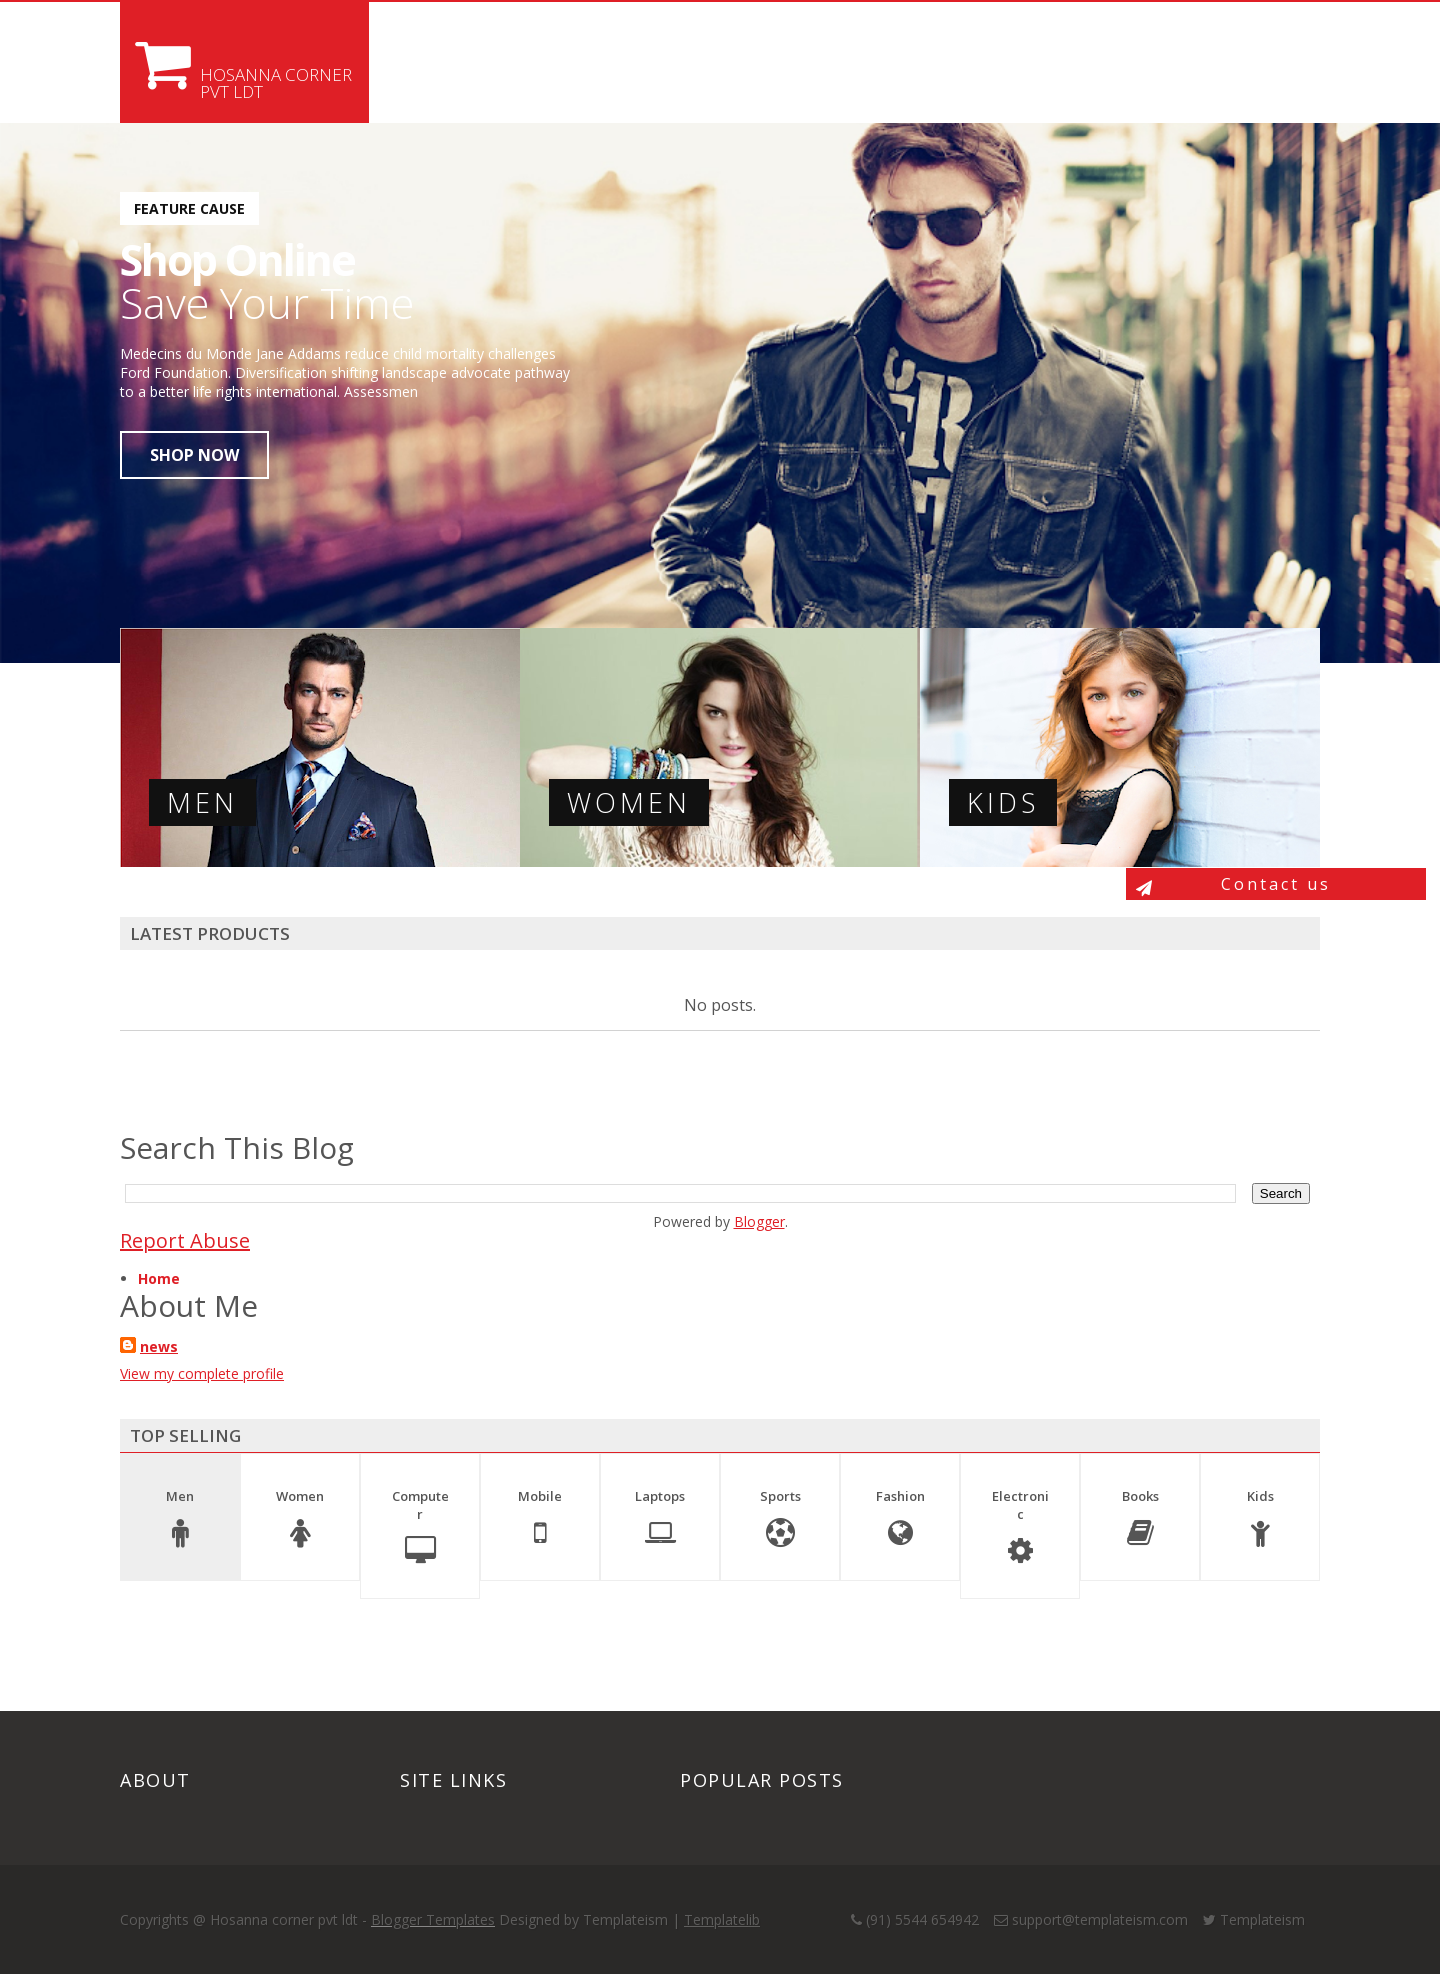 HOSANNA CORNER
PVT LDT
FEATURE CAUSE
Shop Online
Save Your Time
Medecins du Monde Jane Addams reduce child mortality challenges
Ford Foundation. Diversification shifting landscape advocate pathway
to a better life rights international. Assessmen
SHOP NOW
MEN
WOMEN
KIDS
Contact us
LATEST PRODUCTS
No posts.
Search This Blog
Search
Powered by Blogger.
Report Abuse
Home
About Me
news
View my complete profile
TOP SELLING
Men
Women
Compute
r
Mobile
Laptops
Sports
Fashion
Electroni
c
Books
Kids
ABOUT
SITE LINKS
POPULAR POSTS
Copyrights @ Hosanna corner pvt ldt - Blogger Templates Designed by Templateism | Templatelib
(91) 5544 654942 support@templateism.com Templateism